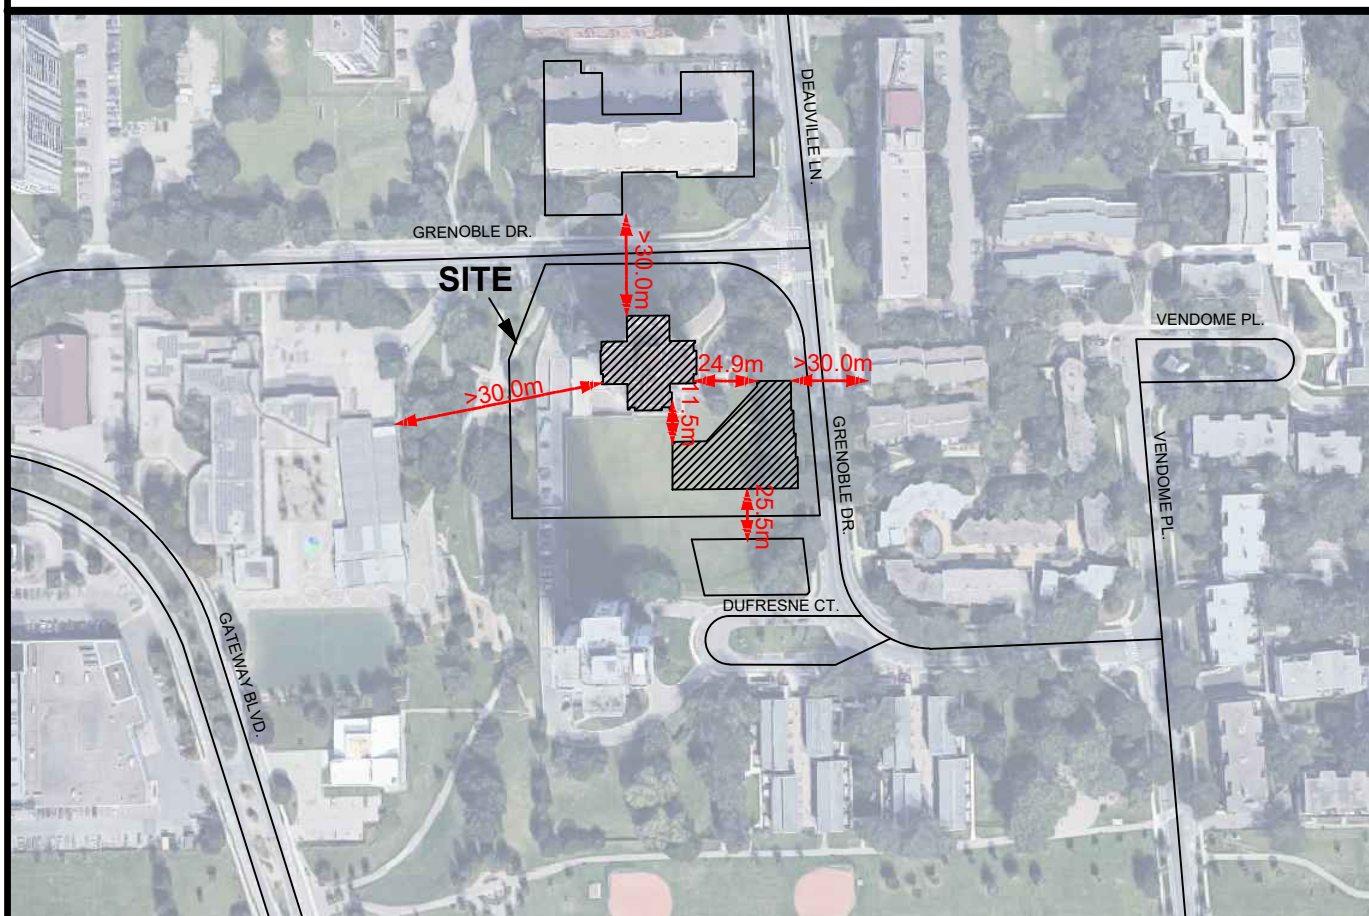 DEAUVILLE LN.
GRENOBLE DR.
>30.0m
SITE
VENDOME PL.
24.9m
>30.0m
>30.0m
11.5m
GRENOBLE DR.
VENDOME PL.
25.5m
DUFRESNE CT.
GATEWAY BLVD.